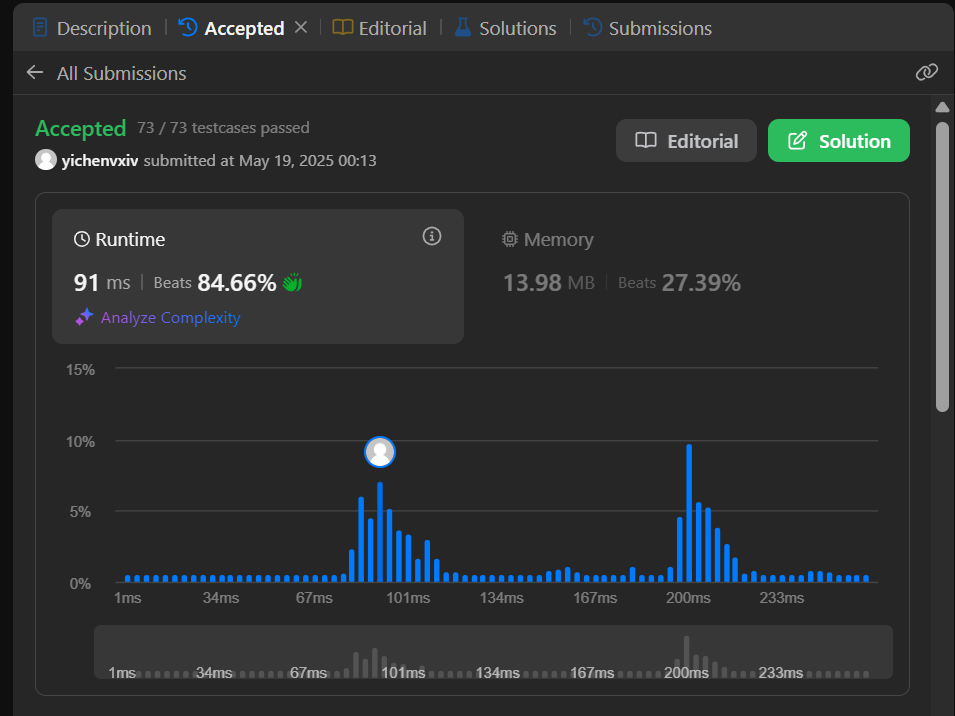 Description Accepted Editorial Solutions Submissions
All Submissions
Accepted 73 / 73 testcases passed
yichenvxiv submitted at May 19, 2025 00:13
Editorial Solution
Runtime
91 ms Beats 84.66%
Analyze Complexity
Memory
13.98 MB Beats 27.39%
15%
10%
5%
0%
1ms 34ms 67ms 101ms 134ms 167ms 200ms 233ms
1ms 34ms 67ms 101ms 134ms 167ms 200ms 233ms